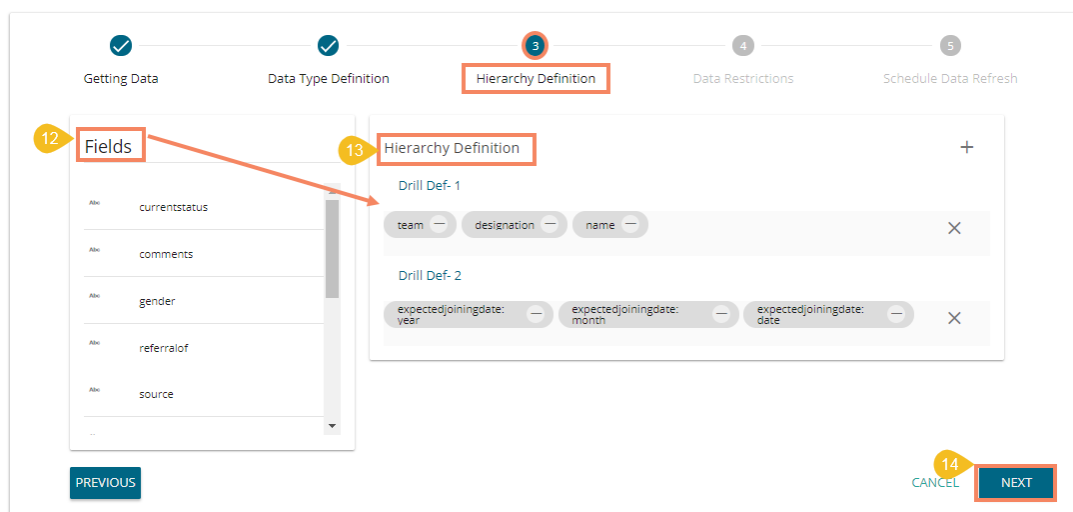 3
4
5
Getting Data
Data Type Definition
Hierarchy Definition
Data Restrictions
Schedule Data Refresh
12
Fields
Abc
currentstatus
Abc
comments
Abc
gender
Abc
referralof
Abc
source
13
Hierarchy Definition
+
Drill Def- 1
team
designation
name
Drill Def- 2
expectedjoiningdate:
year
expectedjoiningdate:
month
expectedjoiningdate:
date
PREVIOUS
14
CANCEL
NEXT